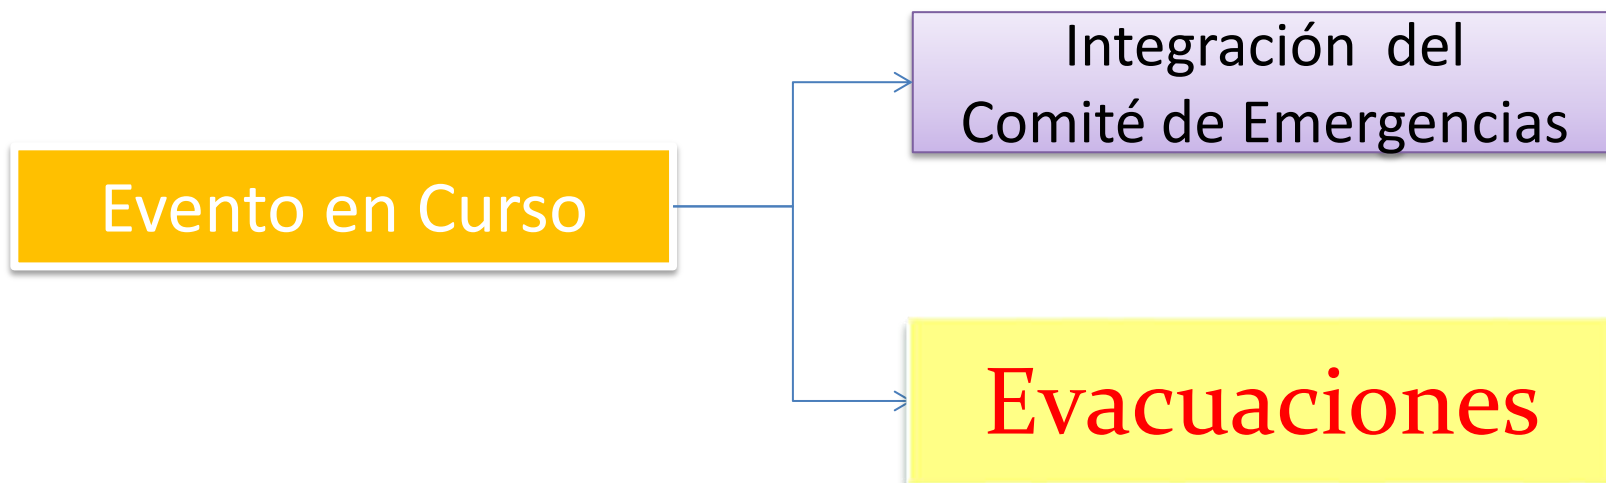 Integración del
Comité de Emergencias
Evento en Curso
Evacuaciones